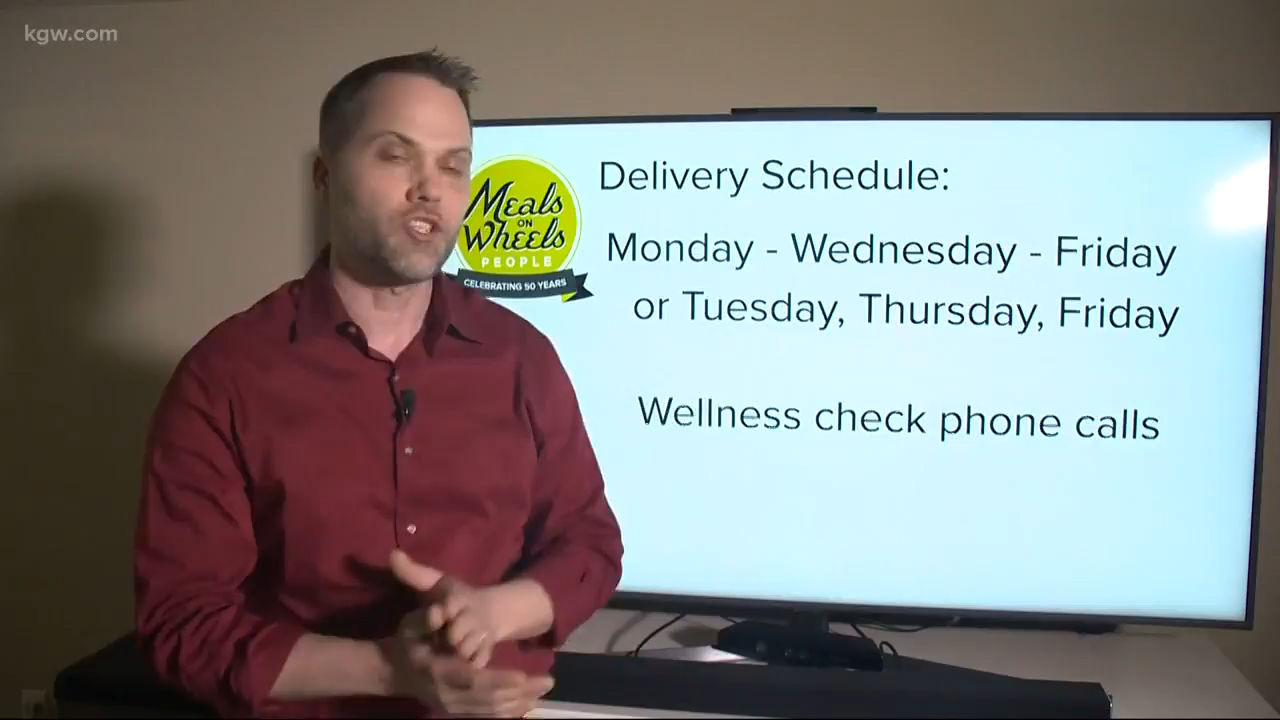 kgw.com
Meals
ON
Wheels
PEOPLE
CELEBRATING 50 YEARS
Delivery Schedule:
Monday - Wednesday - Friday
or Tuesday, Thursday, Friday
Wellness check phone calls